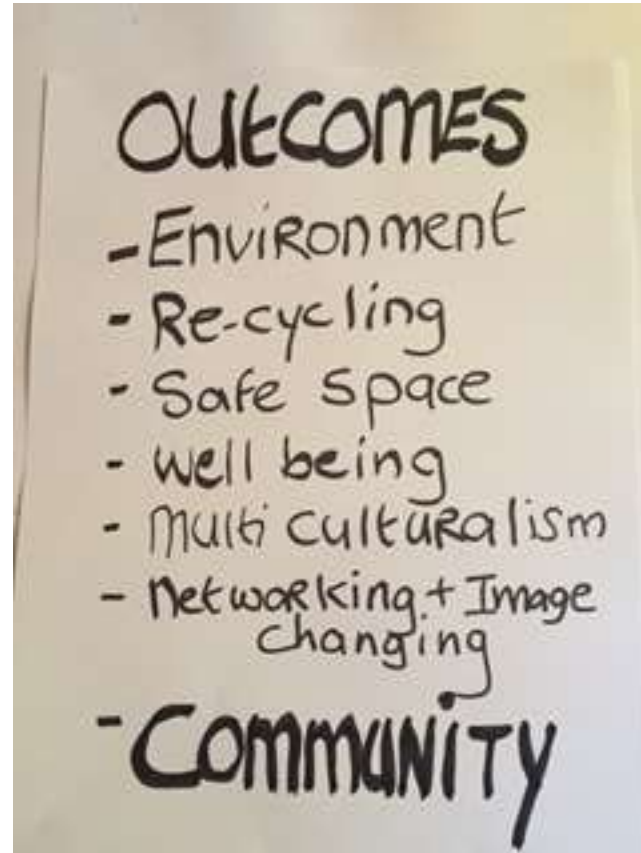 OUtCOMES
- EnviRonment
- Re-cycling
- Safe space
- well being
- multi cultuRalism
- netwoRking + Image
changing
- COmmUNiTY